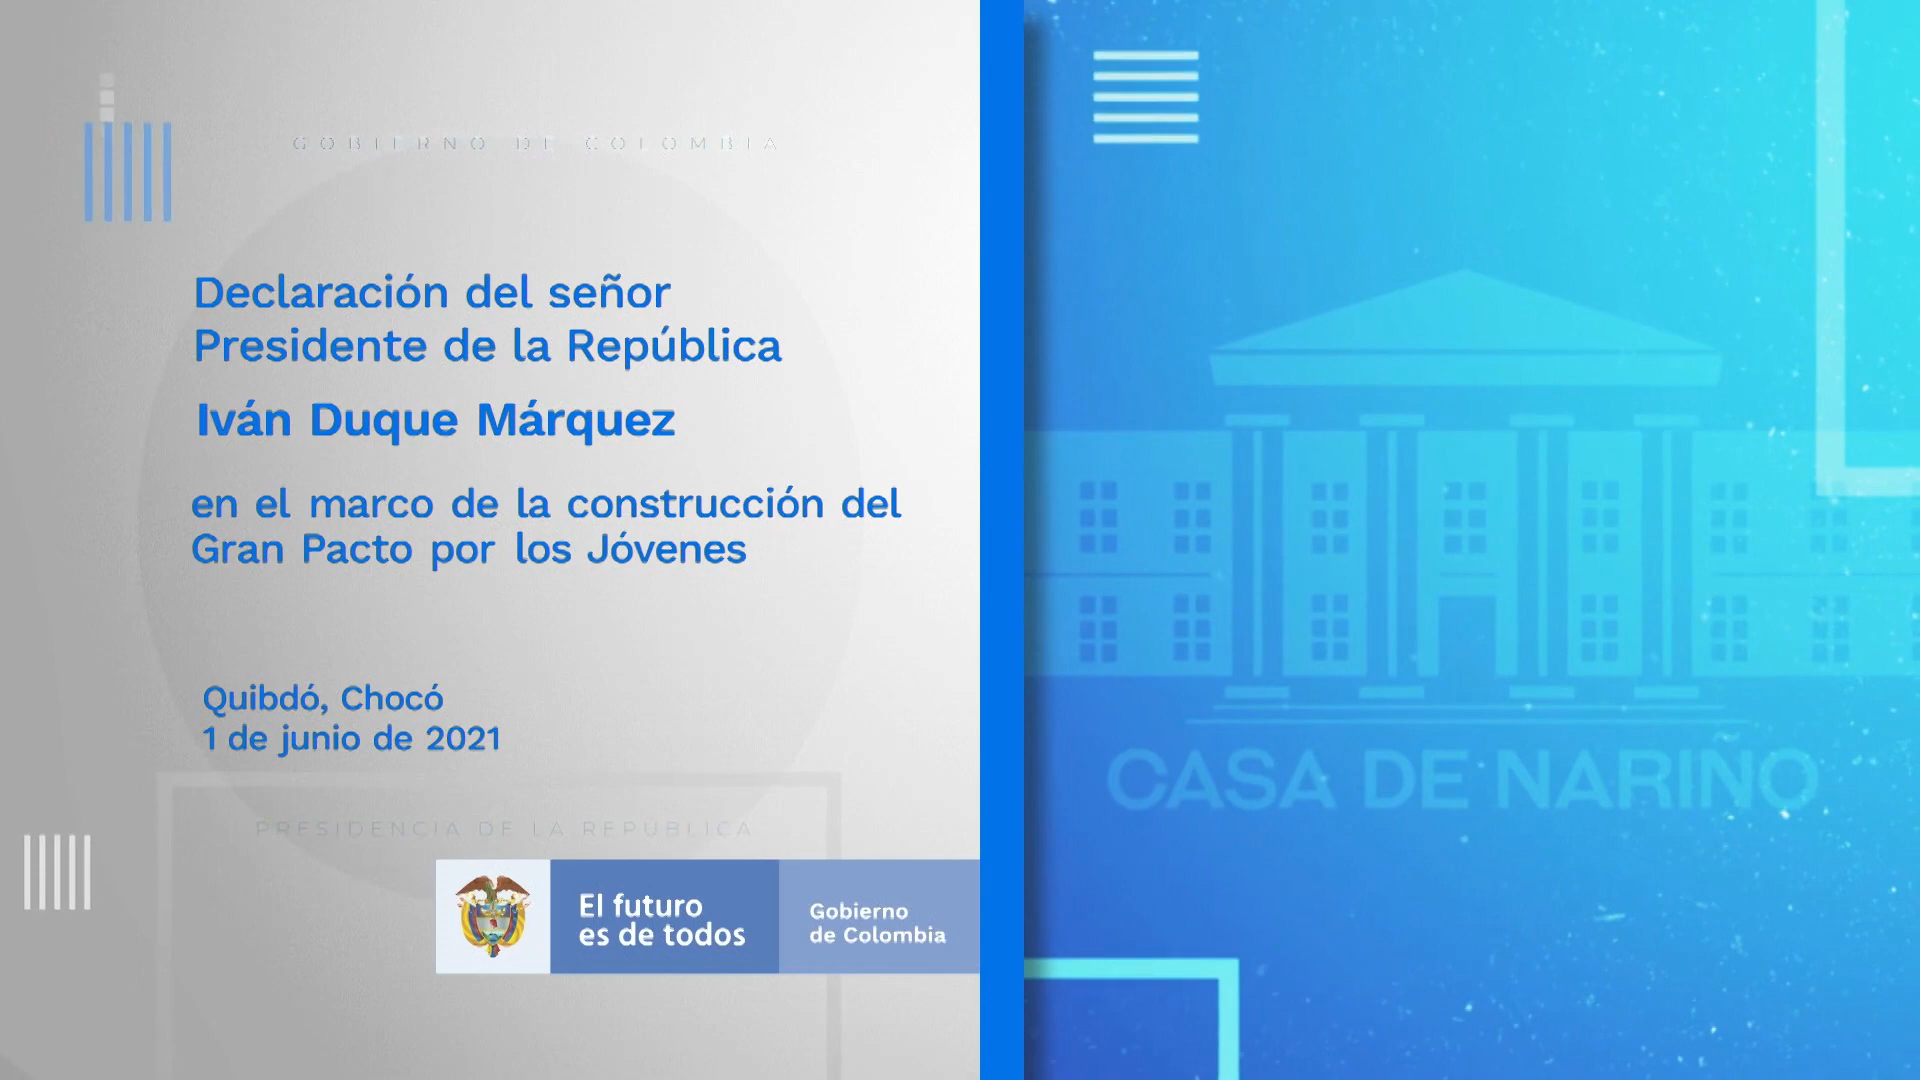 GOBIERNO DE COLOMBIA
Declaración del señor
Presidente de la República
Iván Duque Márquez
en el marco de la construcción del
Gran Pacto por los Jóvenes
Quibdó, Chocó
1 de junio de 2021
PRESIDENCIA DE LA REPÚBLICA
El futuro
es de todos
Gobierno
de Colombia
CASA DE NARIÑO